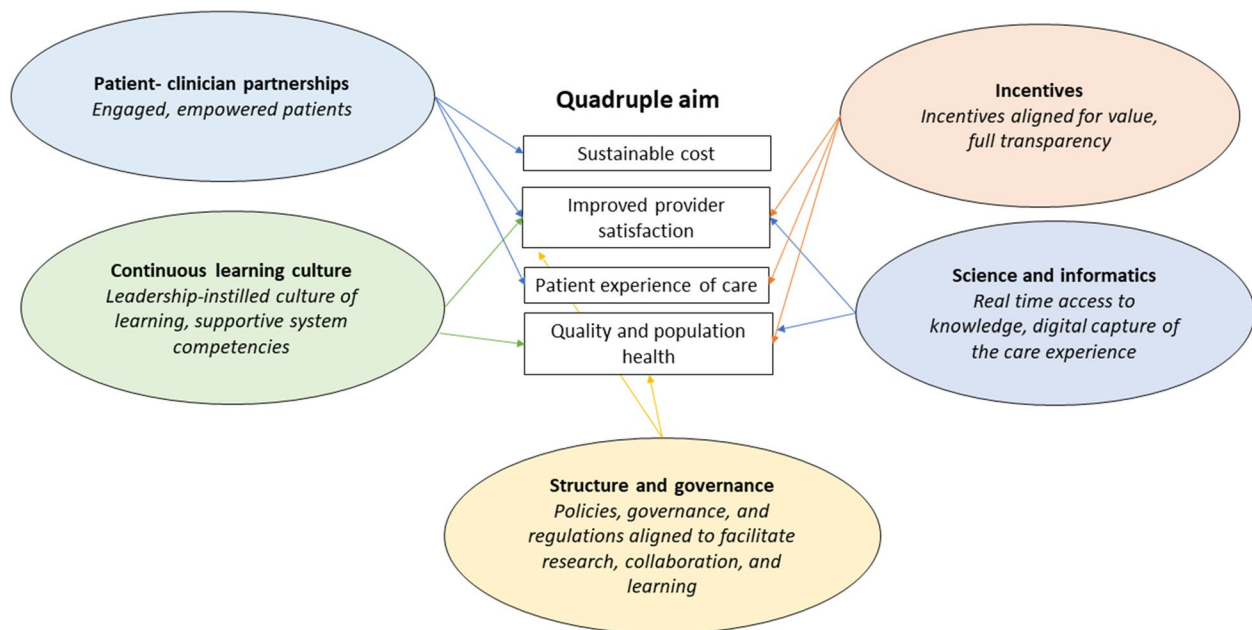 Patient- clinician partnerships
Engaged, empowered patients
Continuous learning culture
Leadership-instilled culture of
learning, supportive system
competencies
Quadruple aim
Sustainable cost
Improved provider
satisfaction
Patient experience of care
Quality and population
health
Incentives
Incentives aligned for value,
full transparency
Science and informatics
Real time access to
knowledge, digital capture of
the care experience
Structure and governance
Policies, governance, and
regulations aligned to facilitate
research, collaboration, and
learning